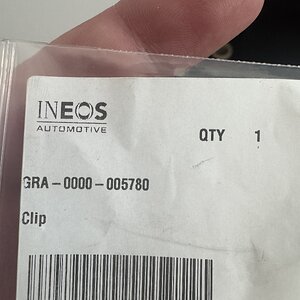 INEOS
AUTOMOTIVE
QTY 1
GRA-0000-005780
Clip